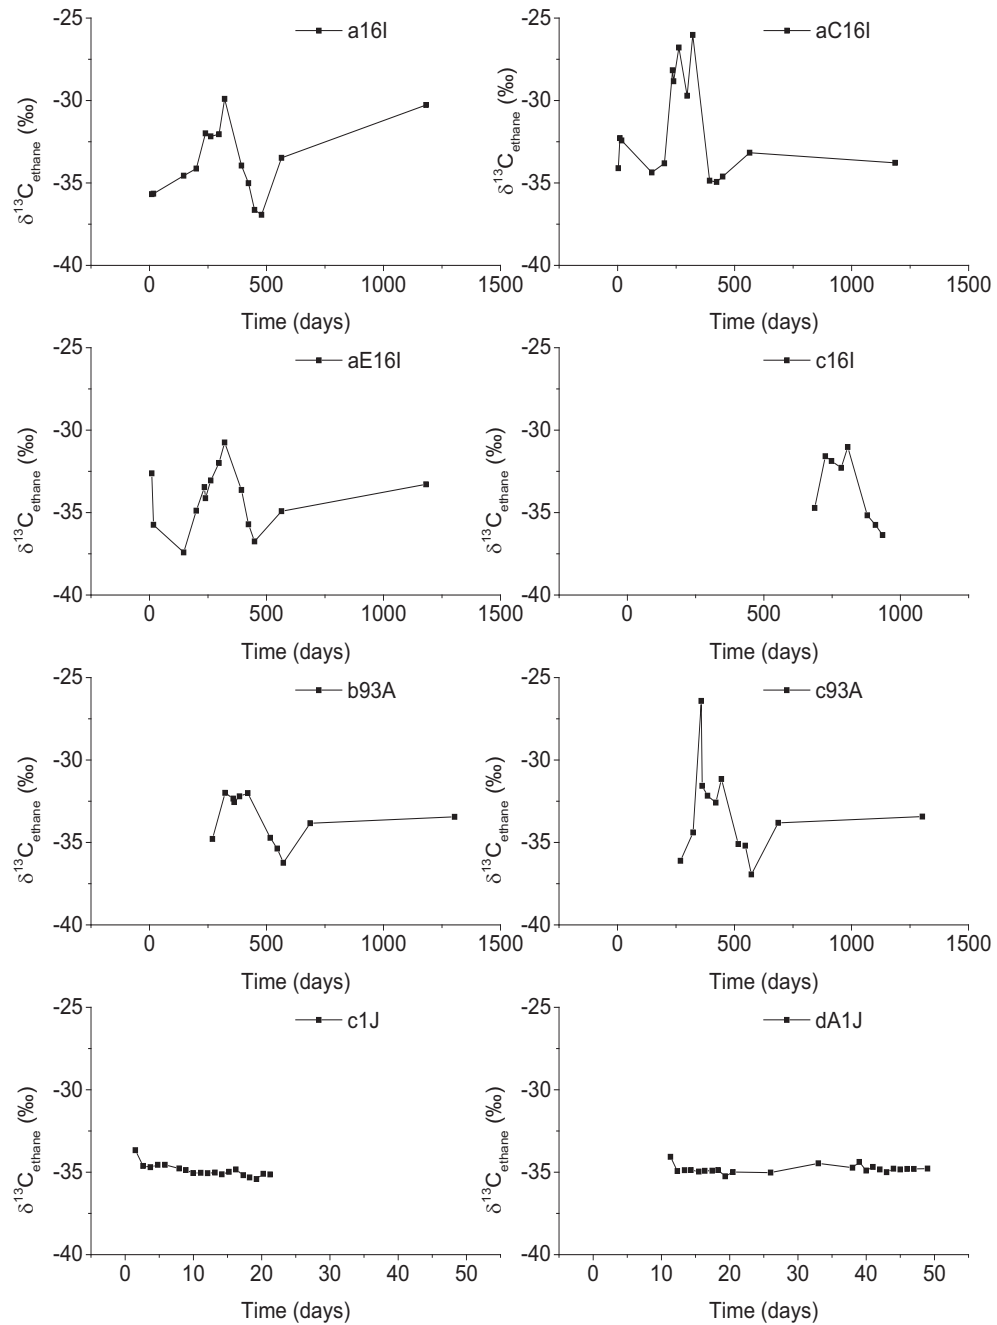 a16I
-25
-30
-35
-40
δ13Cethane (‰)
0 500 1000 1500
Time (days)
aC16I
-25
-30
-35
-40
δ13Cethane (‰)
0 500 1000 1500
Time (days)
aE16I
-25
-30
-35
-40
δ13Cethane (‰)
0 500 1000 1500
Time (days)
c16I
-25
-30
-35
-40
δ13Cethane (‰)
0 500 1000
Time (days)
b93A
-25
-30
-35
-40
δ13Cethane (‰)
0 500 1000 1500
Time (days)
c93A
-25
-30
-35
-40
δ13Cethane (‰)
0 500 1000 1500
Time (days)
c1J
-25
-30
-35
-40
δ13Cethane (‰)
0 10 20 30 40 50
Time (days)
dA1J
-25
-30
-35
-40
δ13Cethane (‰)
0 10 20 30 40 50
Time (days)